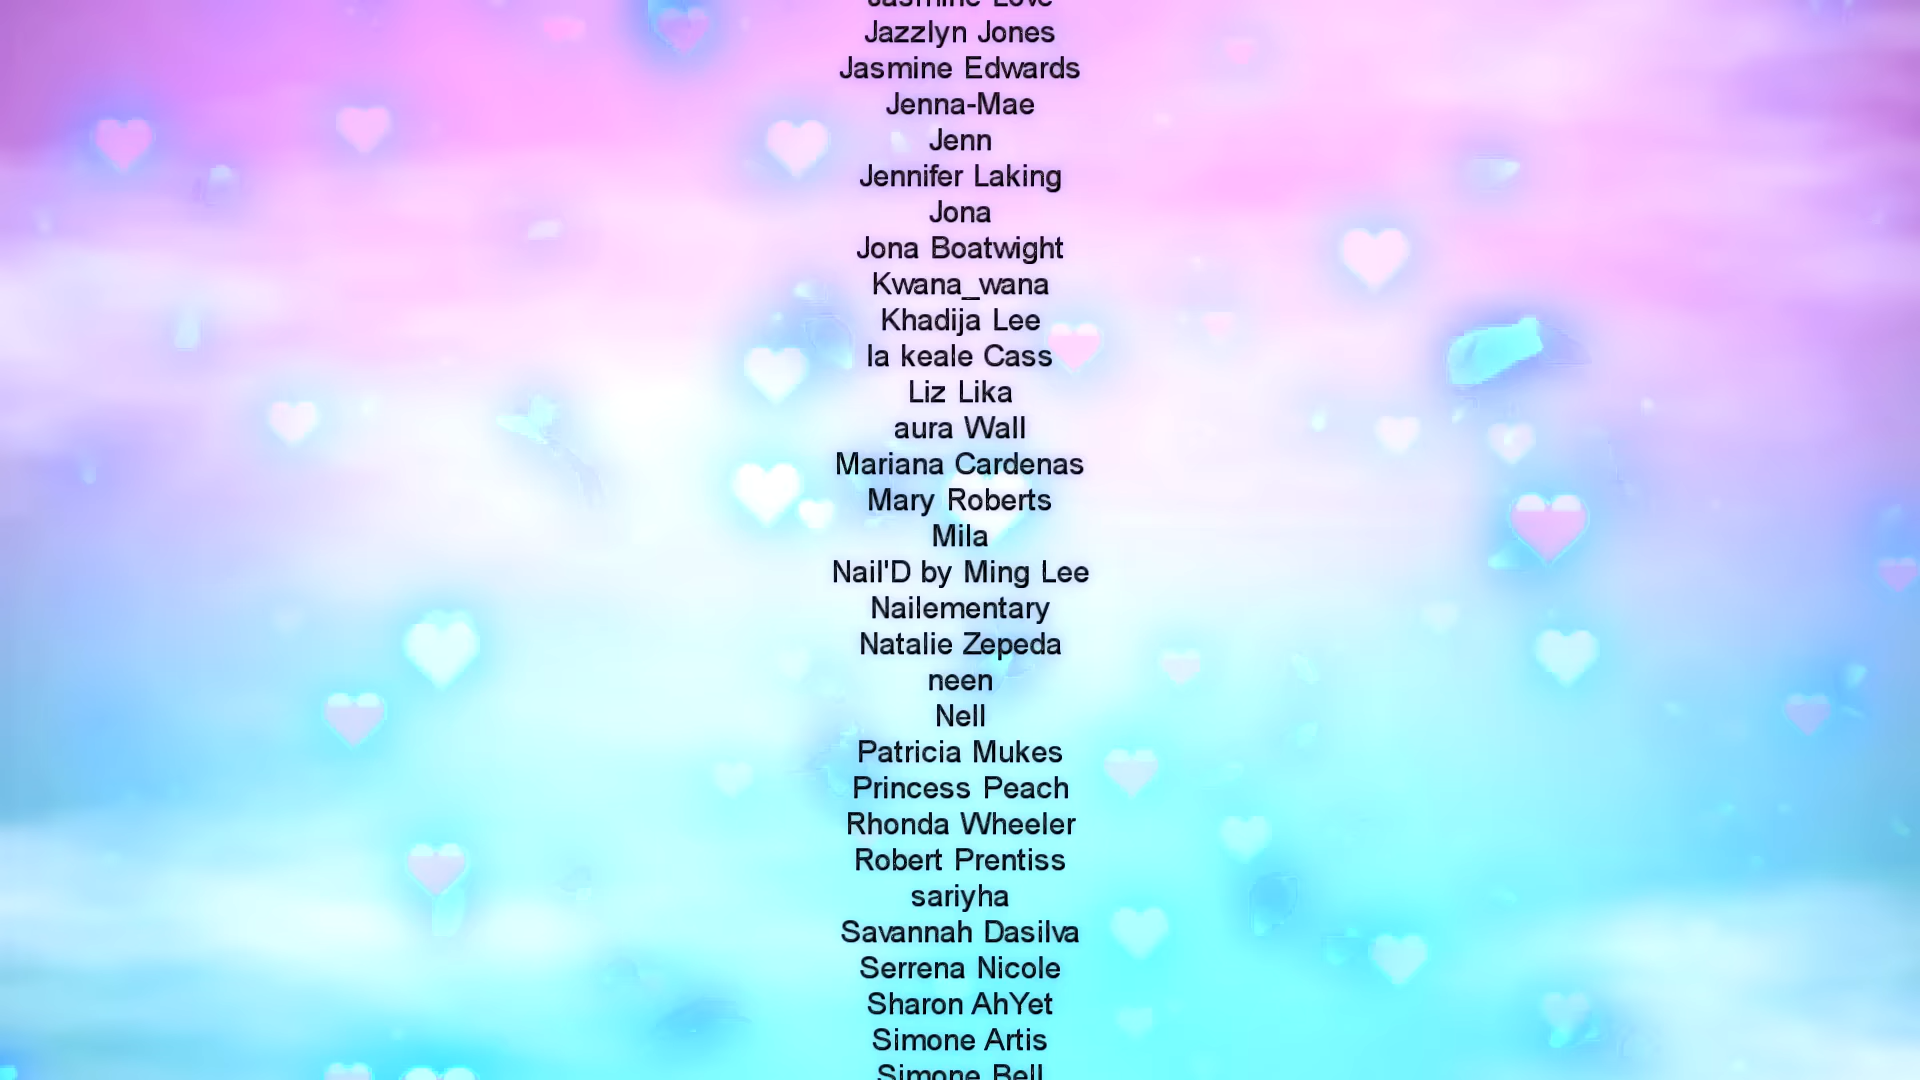 Jasmine Love
Jazzlyn Jones
Jasmine Edwards
Jenna-Mae
Jenn
Jennifer Laking
Jona
Jona Boatwight
Kwana_wana
Khadija Lee
la keale Cass
Liz Lika
aura Wall
Mariana Cardenas
Mary Roberts
Mila
Nail'D by Ming Lee
Nailementary
Natalie Zepeda
neen
Nell
Patricia Mukes
Princess Peach
Rhonda Wheeler
Robert Prentiss
sariyha
Savannah Dasilva
Serrena Nicole
Sharon AhYet
Simone Artis
Simone Bell